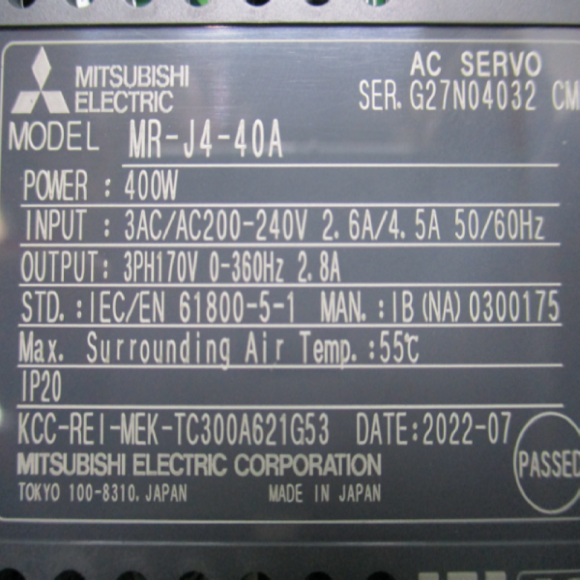 MITSUBISHI
ELECTRIC
AC SERVO
SER. G27N04032 CM
MODEL MR-J4-40A
POWER : 400W
INPUT : 3AC/AC200-240V 2.6A/4.5A 50/60Hz
OUTPUT: 3PH170V 0-360Hz 2.8A
STD. : IEC/EN 61800-5-1 MAN. : IB(NA)0300175
Max. Surrounding Air Temp. :55℃
IP20
KCC-REI-MEK-TC300A621G53 DATE:2022-07
PASSED
MITSUBISHI ELECTRIC CORPORATION
TOKYO 100-8310, JAPAN MADE IN JAPAN